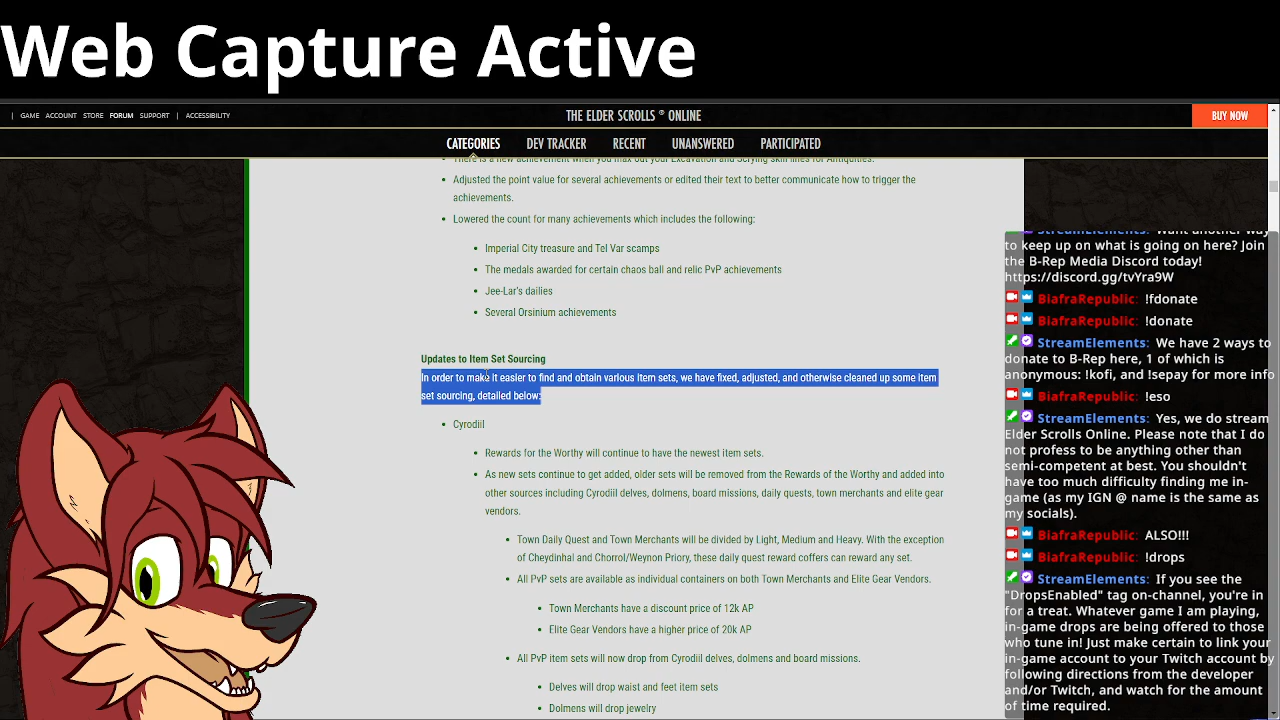 Web Capture Active
| GAME ACCOUNT STORE FORUM SUPPORT | ACCESSIBILITY
THE ELDER SCROLLS ® ONLINE
BUY NOW
CATEGORIES DEV TRACKER RECENT UNANSWERED PARTICIPATED
There is a new achievement when you max out your Excavation and Scrying skill lines for Antiquities.
• Adjusted the point value for several achievements or edited their text to better communicate how to trigger the
achievements.
• Lowered the count for many achievements which includes the following:
• Imperial City treasure and Tel Var scamps
• The medals awarded for certain chaos ball and relic PvP achievements
• Jee-Lar's dailies
• Several Orsinium achievements
Updates to Item Set Sourcing
In order to make it easier to find and obtain various item sets, we have fixed, adjusted, and otherwise cleaned up some item
set sourcing, detailed below:
• Cyrodiil
• Rewards for the Worthy will continue to have the newest item sets.
• As new sets continue to get added, older sets will be removed from the Rewards of the Worthy and added into
other sources including Cyrodiil delves, dolmens, board missions, daily quests, town merchants and elite gear
vendors.
• Town Daily Quest and Town Merchants will be divided by Light, Medium and Heavy. With the exception
of Cheydinhal and Chorrol/Weynon Priory, these daily quest reward coffers can reward any set.
• All PvP sets are available as individual containers on both Town Merchants and Elite Gear Vendors.
• Town Merchants have a discount price of 12k AP
• Elite Gear Vendors have a higher price of 20k AP
• All PvP item sets will now drop from Cyrodiil delves, dolmens and board missions.
• Delves will drop waist and feet item sets
• Dolmens will drop jewelry
StreamElements: Want another way
to keep up on what is going on here? Join
the B-Rep Media Discord today!
https://discord.gg/tvYra9W
BiafraRepublic: !fdonate
BiafraRepublic: !donate
StreamElements: We have 2 ways to
donate to B-Rep here, 1 of which is
anonymous: !kofi, and !sepay for more info
BiafraRepublic: !eso
StreamElements: Yes, we do stream
Elder Scrolls Online. Please note that I do
not profess to be anything other than
semi-competent at best. You shouldn't
have too much difficulty finding me in-
game (as my IGN @ name is the same as
my socials).
BiafraRepublic: ALSO!!!
BiafraRepublic: !drops
StreamElements: If you see the
"DropsEnabled" tag on-channel, you're in
for a treat. Whatever game I am playing,
in-game drops are being offered to those
who tune in! Just make certain to link your
in-game account to your Twitch account by
following directions from the developer
and/or Twitch, and watch for the amount
of time required.